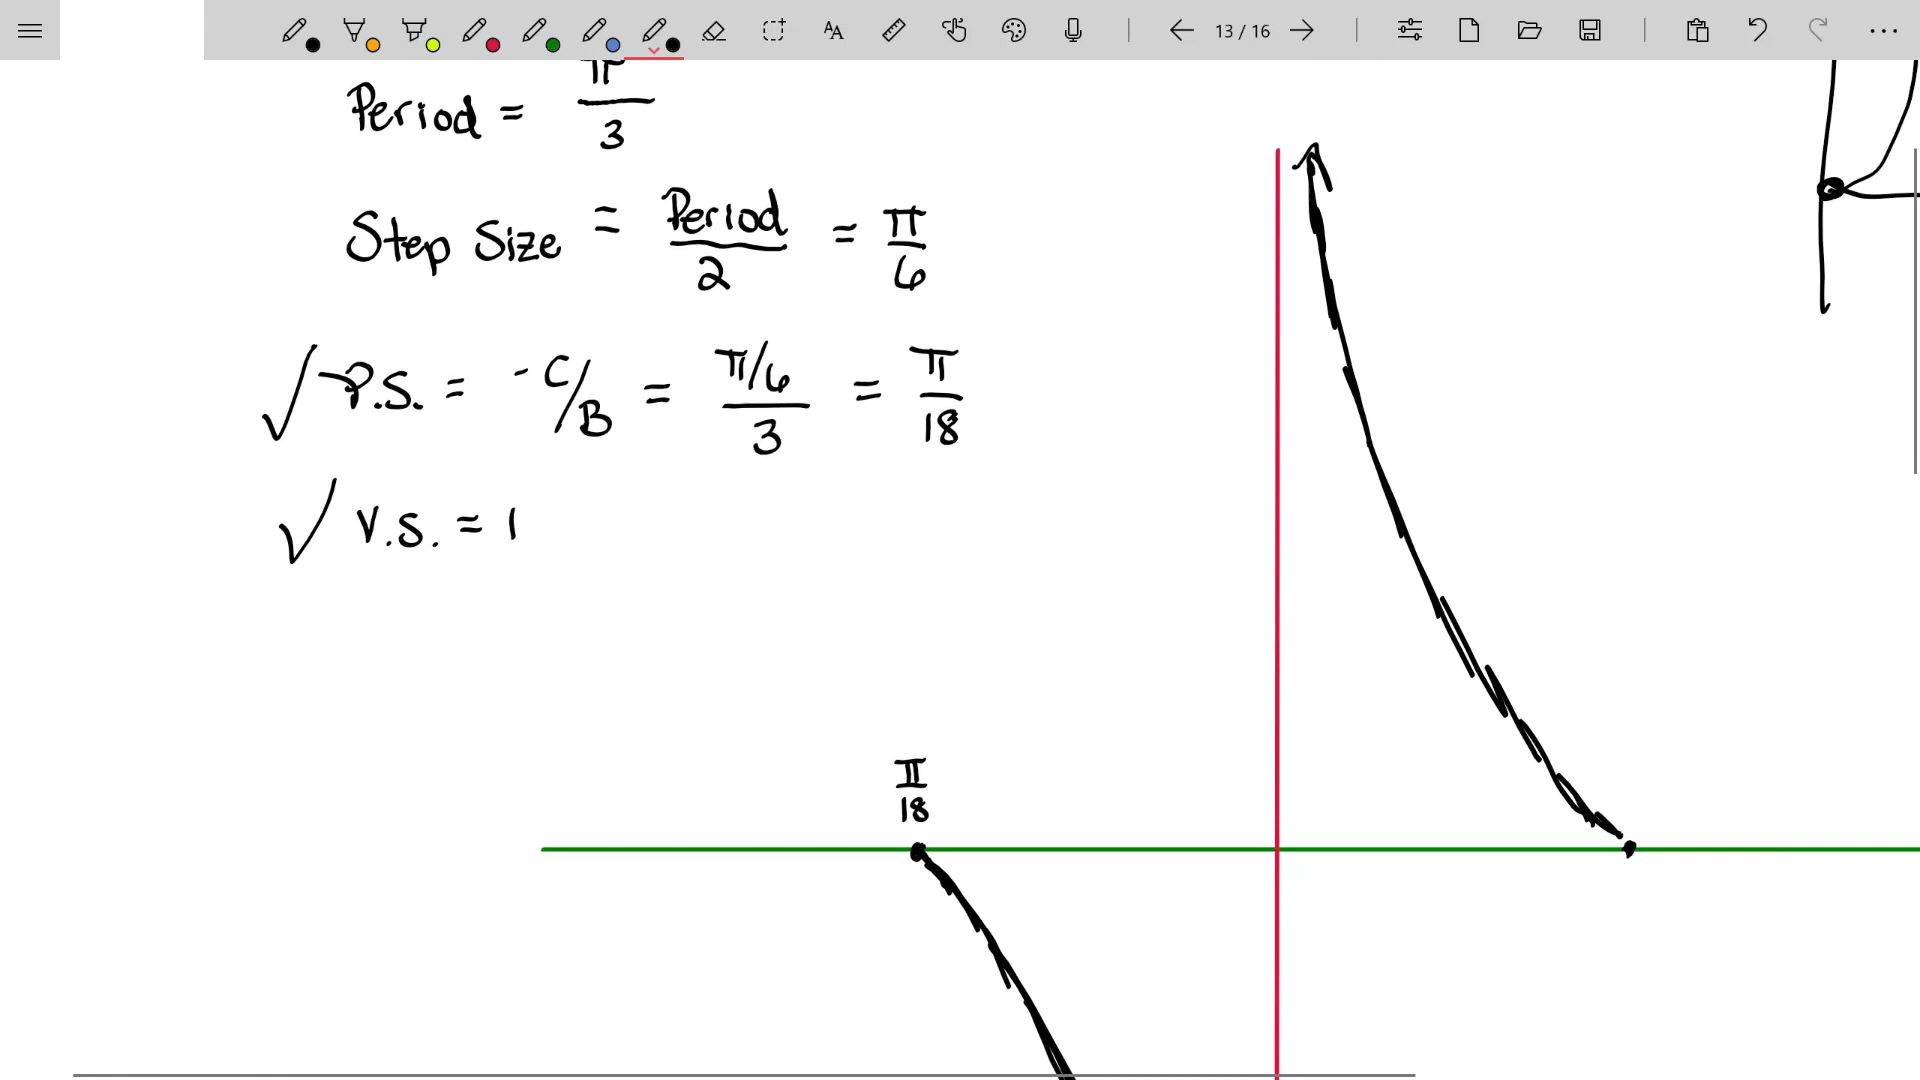 13 / 16
Period = π/3
Step Size = Period/2 = π/6
√ P.S. = -C/B = π/6/3 = π/18
√ V.S. = 1
π/18